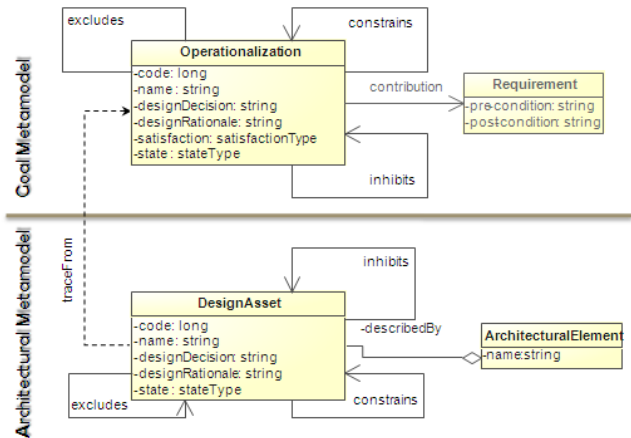 excludes
constrains
Operationalization
-code: long
-name : string
-designDecision: string
-designRationale: string
-satisfaction: satisfactionType
-state : stateType
contribution
Requirement
-pre-condition: string
-post-condition: string
inhibits
Goal Metamodel
traceFrom
Architectural Metamodel
inhibits
DesignAsset
-code: long
-name: string
-designDecision: string
-designRationale: string
-state : stateType
-describedBy
ArchitecturalElement
-name:string
excludes
constrains